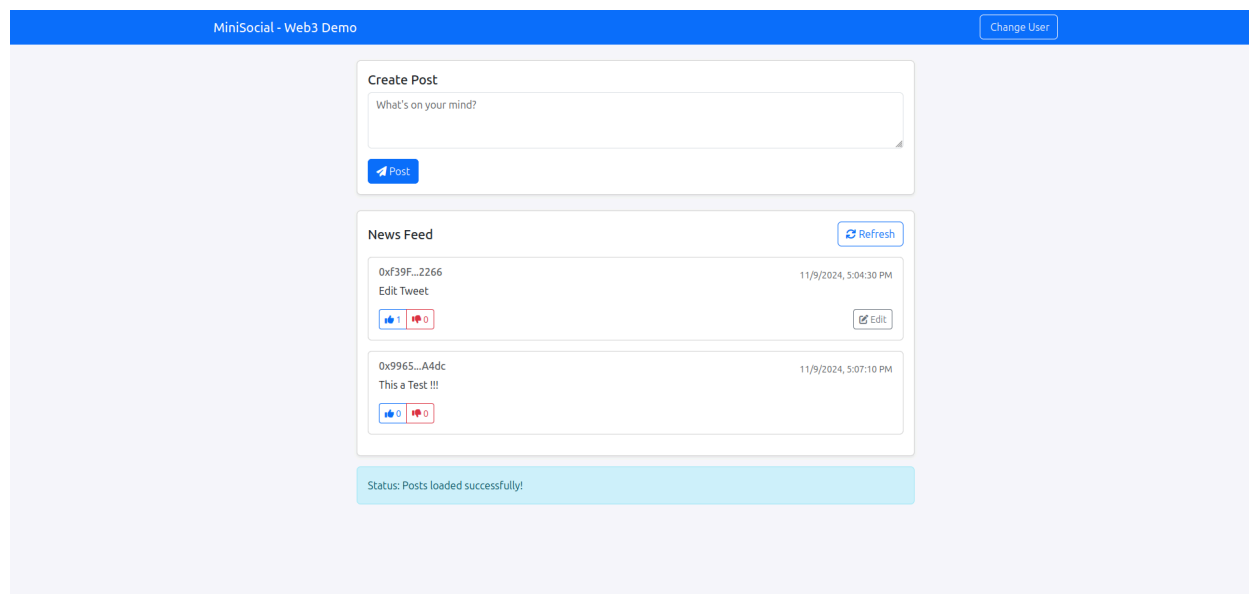 MiniSocial - Web3 Demo
Change User
Create Post
What's on your mind?
Post
News Feed
Refresh
0xf39F...2266
11/9/2024, 5:04:30 PM
Edit Tweet
1 0
Edit
0x9965...A4dc
11/9/2024, 5:07:10 PM
This a Test !!!
0 0
Status: Posts loaded successfully!